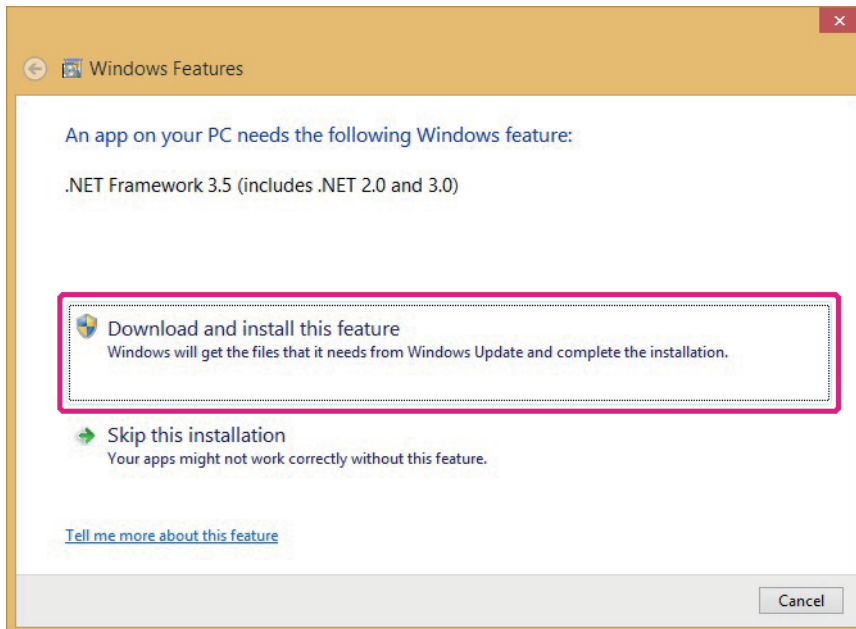 Windows Features
An app on your PC needs the following Windows feature:
.NET Framework 3.5 (includes .NET 2.0 and 3.0)
Download and install this feature
Windows will get the files that it needs from Windows Update and complete the installation.
Skip this installation
Your apps might not work correctly without this feature.
Tell me more about this feature
Cancel